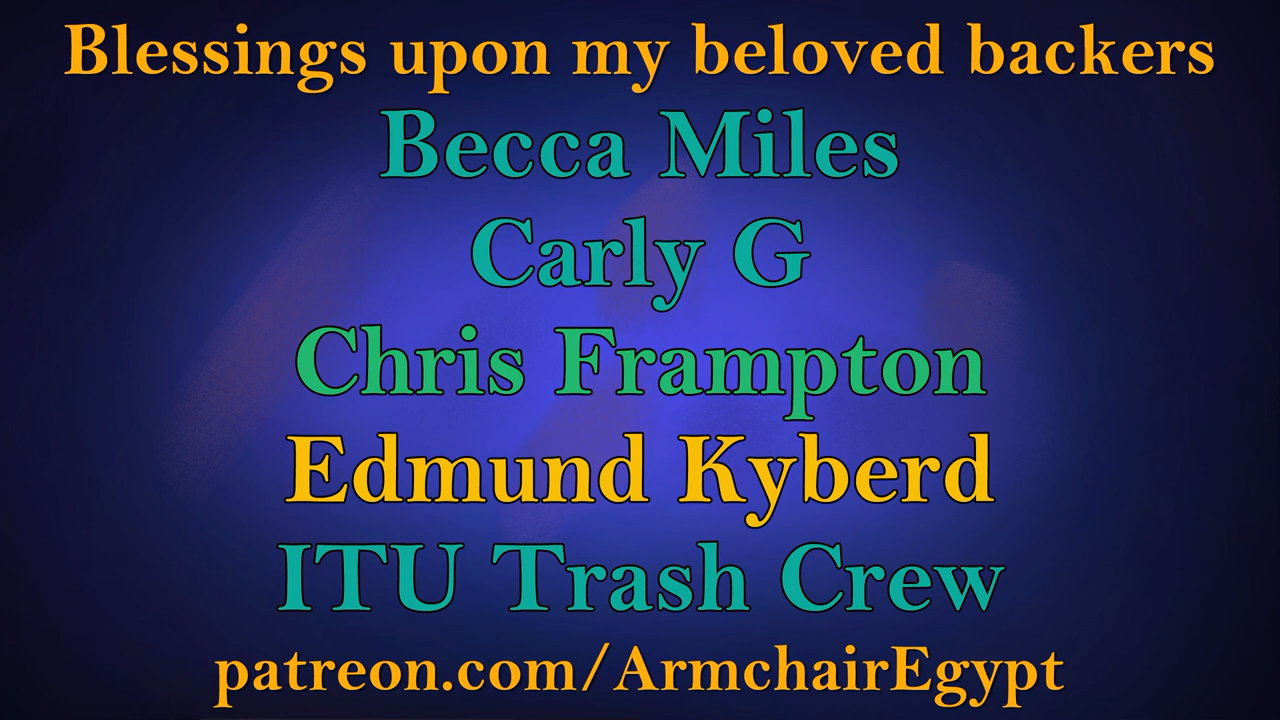 Blessings upon my beloved backers
Becca Miles
Carly G
Chris Frampton
Edmund Kyberd
ITU Trash Crew
patreon.com/ArmchairEgypt